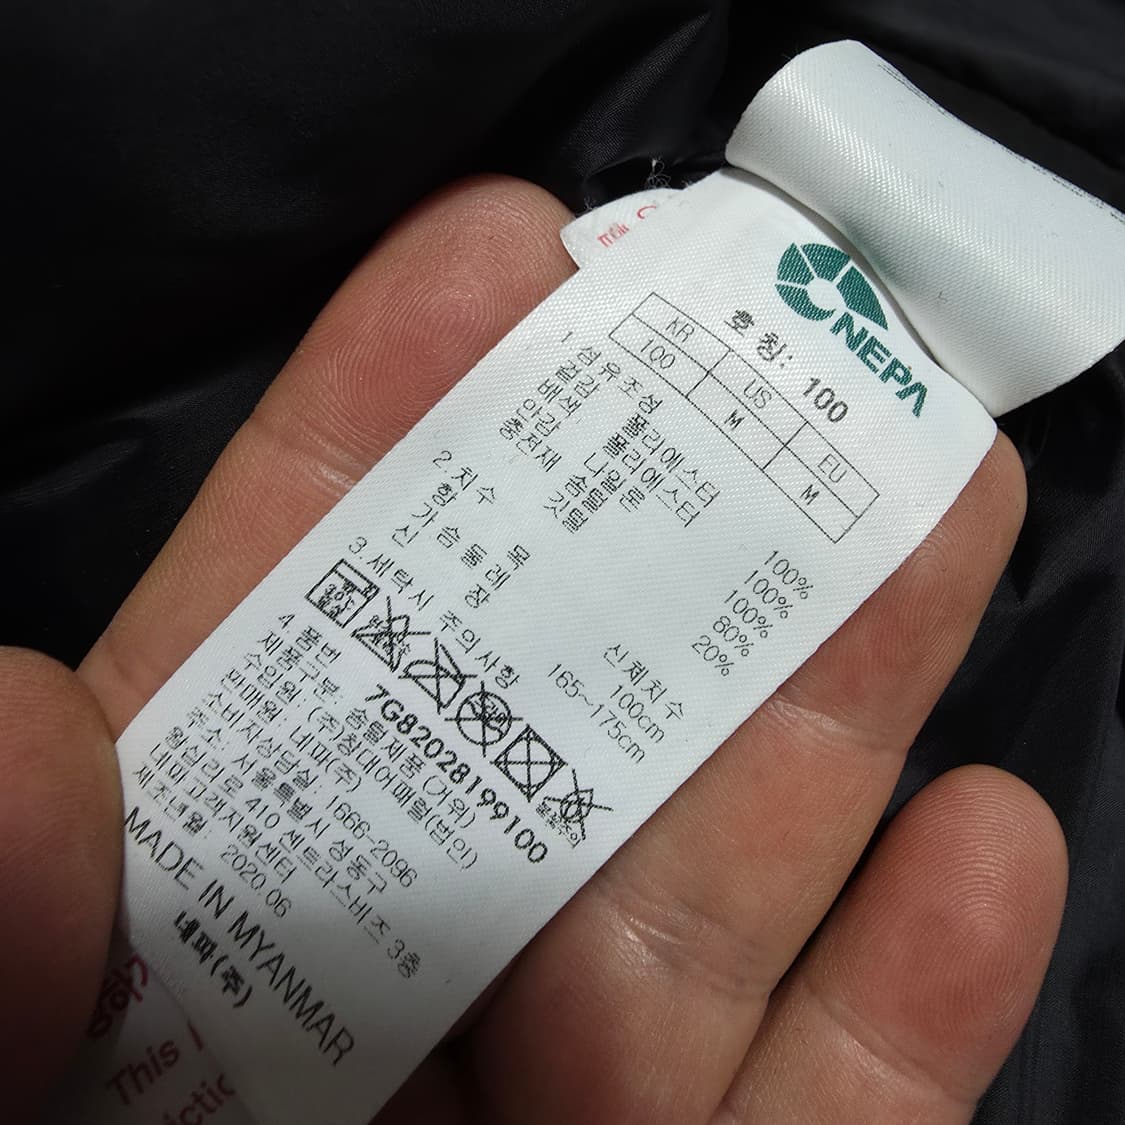 NEPA
호칭: 100
KR US EU
100 M M
1.섬유조성
겉감 폴리에스터 100%
배색 폴리에스터 100%
안감 나일론 100%
충전재 솜털 80%
깃털 20%
2.치수
항목 신체치수
가슴둘레 100cm
신장 165~175cm
3.세탁시 주의사항
4.품번 7G82028199100
제품구분: 솜털제품(거위)
수입원: (주)창대어패럴(법인)
판매원: 네파(주)
소비자상담실: 1666-2096
주소: 서울특별시 성동구
왕십리로 410 센트라스비즈 3층
네파고객지원센터
제조년월: 2020.06
MADE IN MYANMAR
네파(주)
This